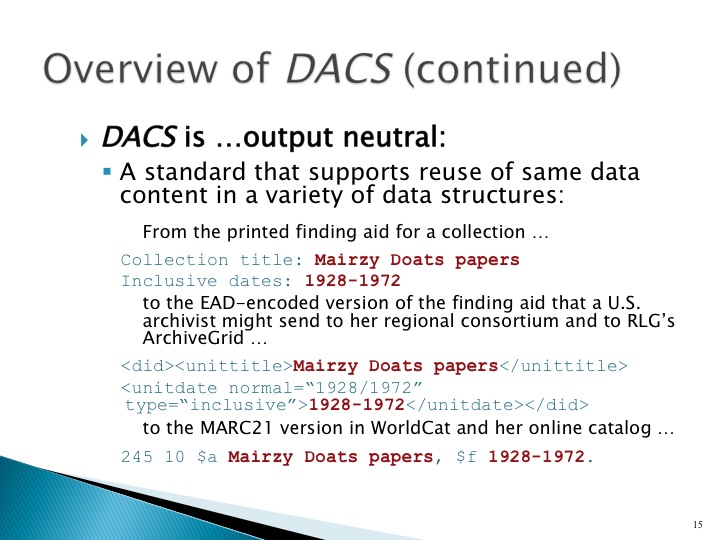 Overview of DACS (continued)
DACS is …output neutral:
A standard that supports reuse of same data
content in a variety of data structures:
From the printed finding aid for a collection …
Collection title: Mairzy Doats papers
Inclusive dates: 1928-1972
to the EAD-encoded version of the finding aid that a U.S.
archivist might send to her regional consortium and to RLG’s
ArchiveGrid …
<did><unittitle>Mairzy Doats papers</unittitle>
<unitdate normal=“1928/1972”
type=“inclusive”>1928-1972</unitdate></did>
to the MARC21 version in WorldCat and her online catalog …
245 10 $a Mairzy Doats papers, $f 1928-1972.
15